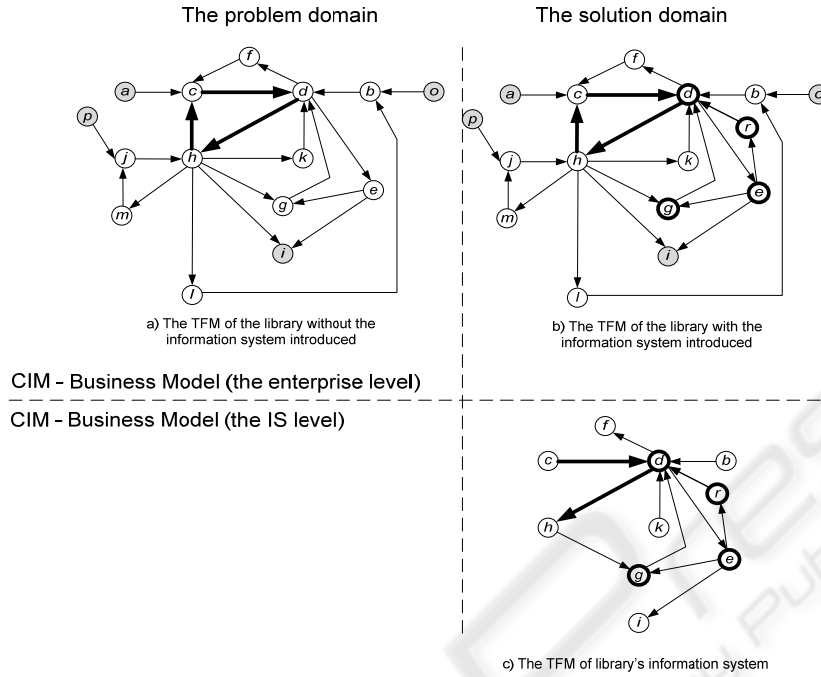 The problem domain
The solution domain
f
a
c
d
b
o
p
j
h
k
m
g
e
i
l
a) The TFM of the library without the
information system introduced
f
a
c
d
b
p
r
j
h
k
m
g
e
i
l
b) The TFM of the library with the
information system introduced
CIM - Business Model (the enterprise level)
CIM - Business Model (the IS level)
f
c
d
b
r
h
k
g
e
i
c) The TFM of library's information system